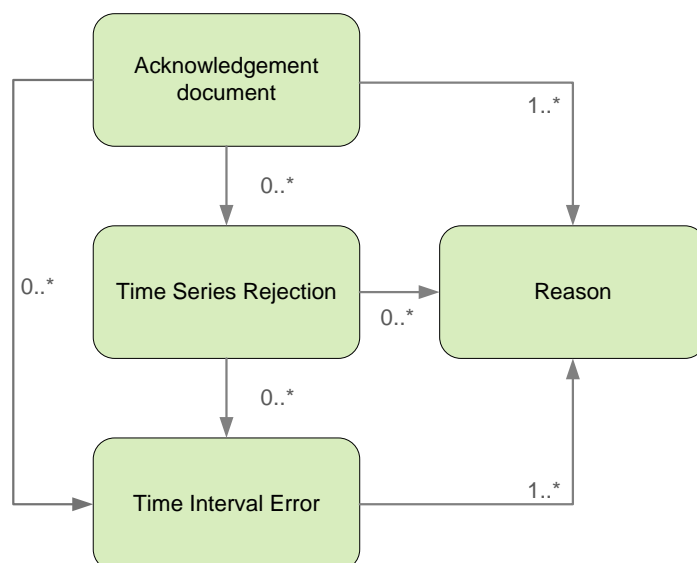 Acknowledgement
document
1..*
0..*
0..*
Time Series Rejection
0..*
Reason
0..*
Time Interval Error
1..*